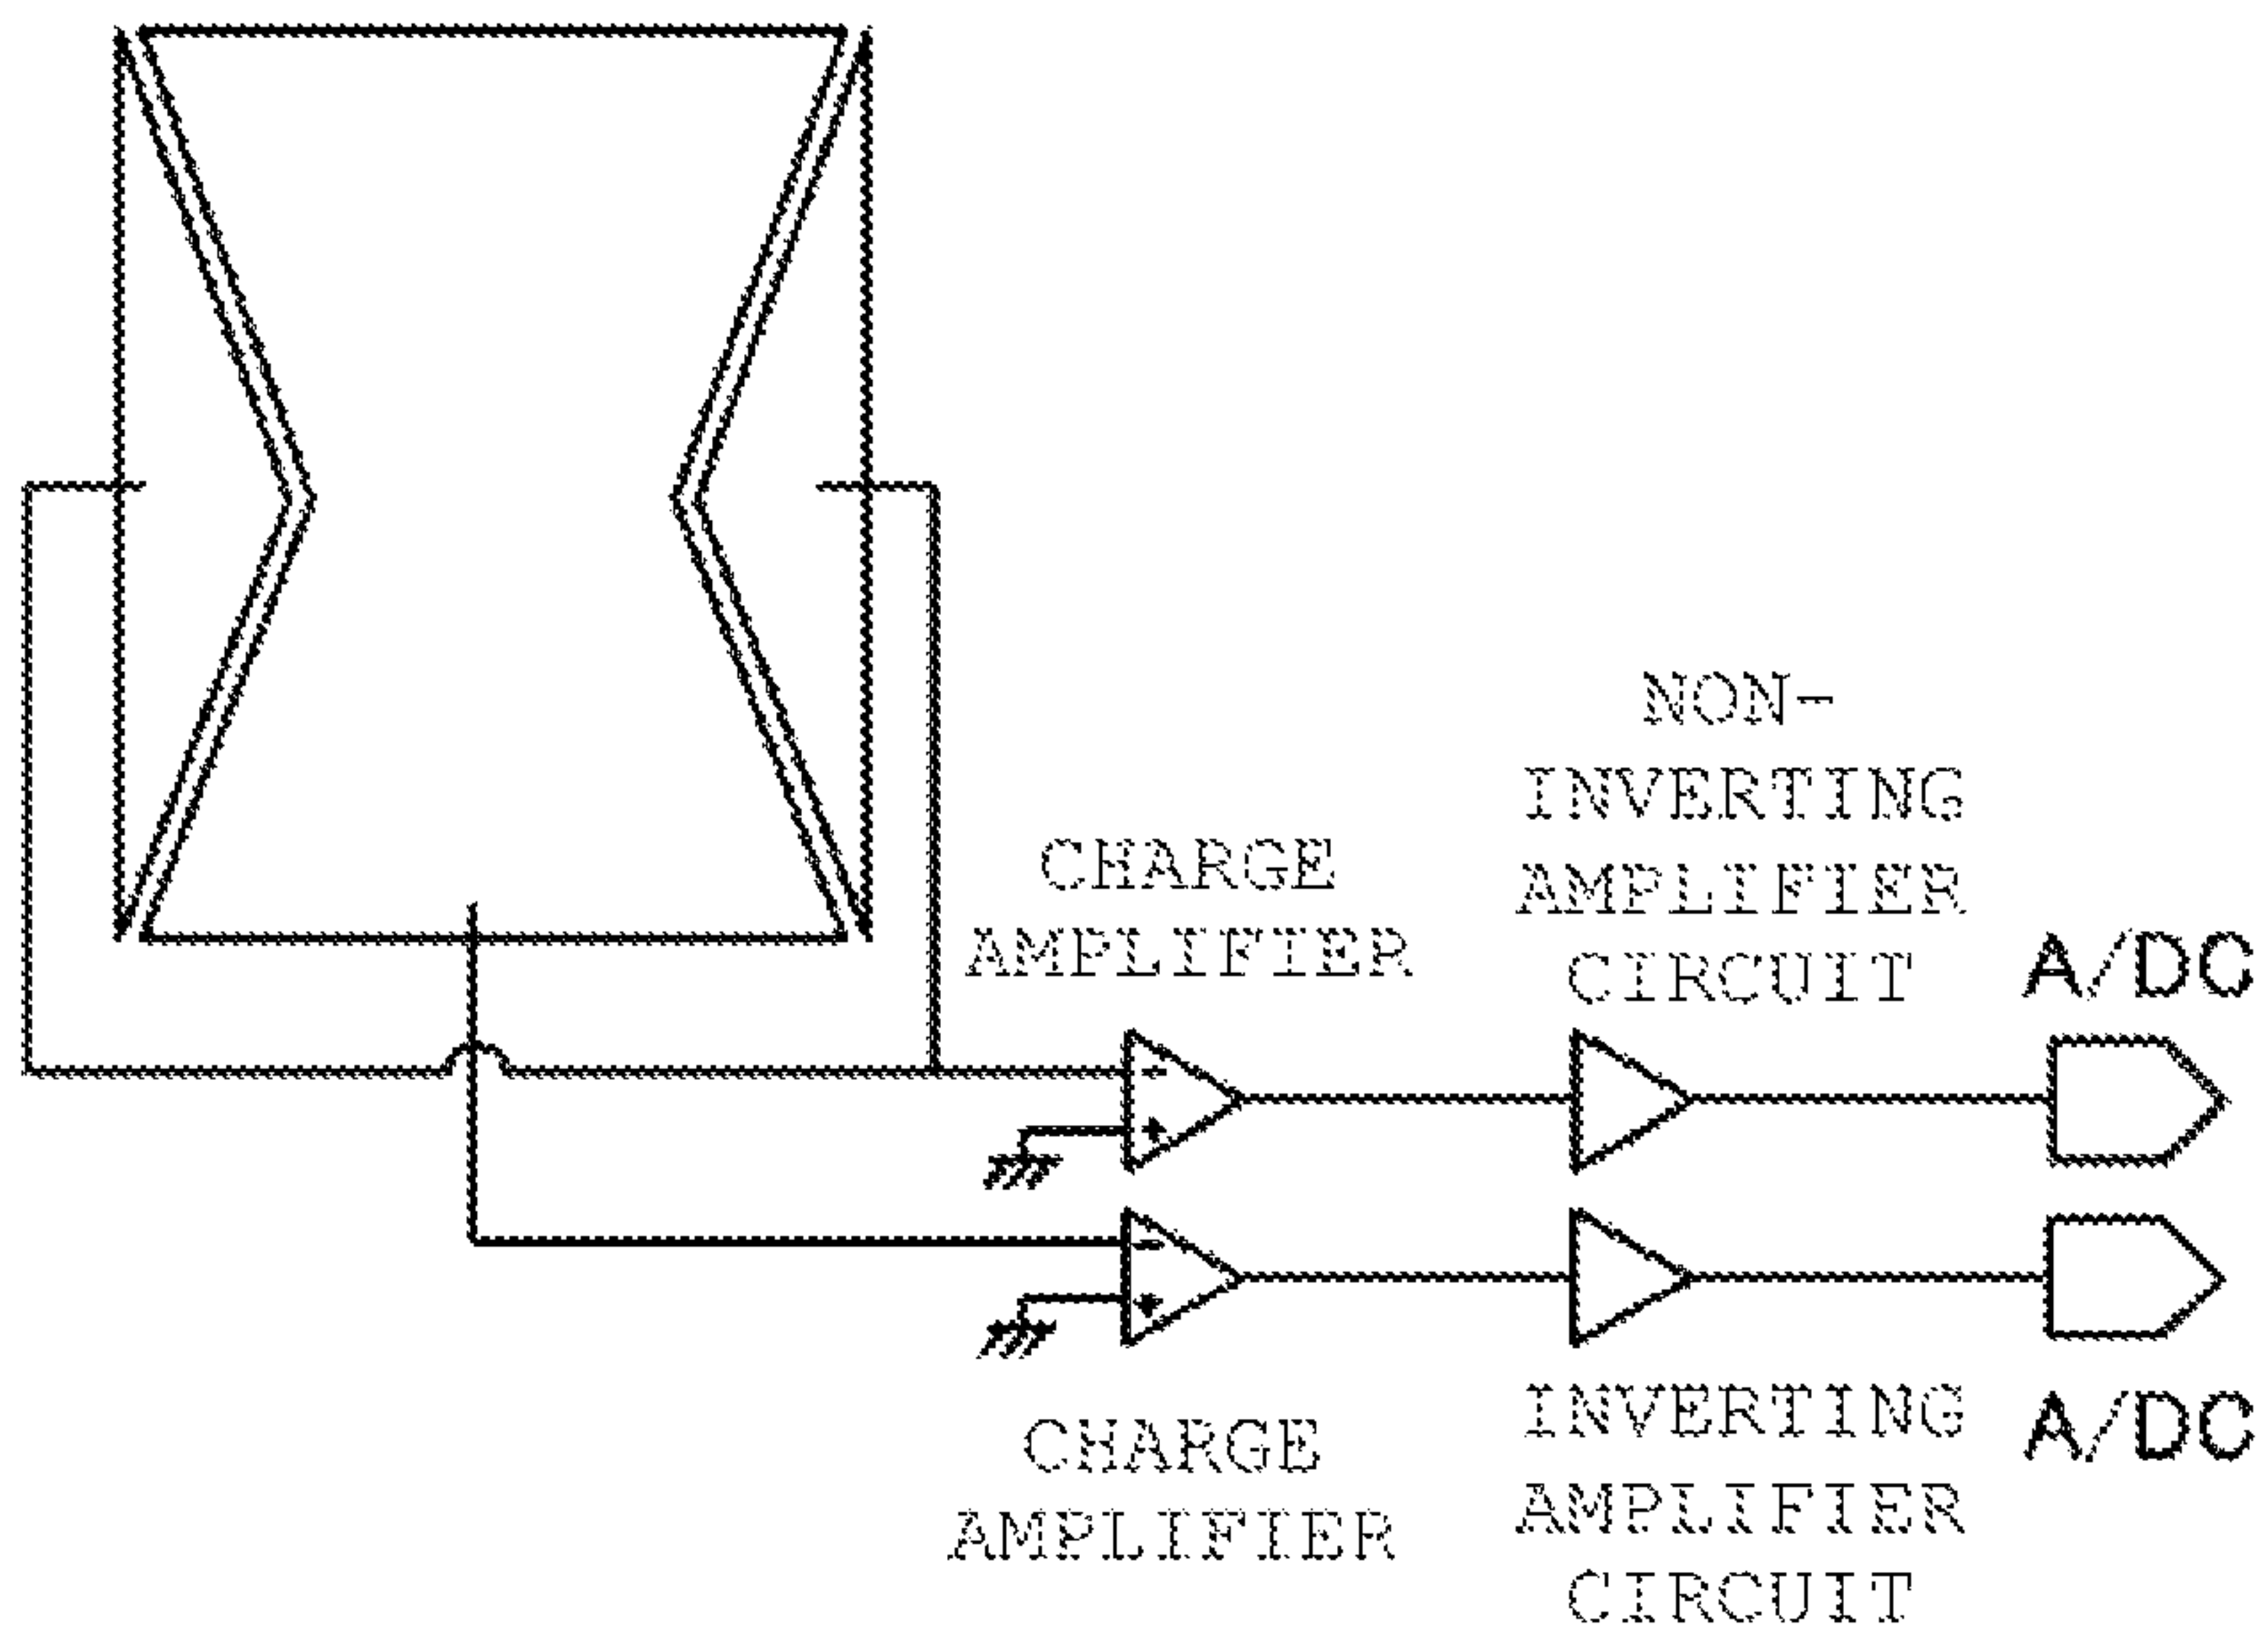 NON-
INVERTING
AMPLIFIER
CIRCUIT
CHARGE
AMPLIFIER
A/DC
-
+
-
+
CHARGE
AMPLIFIER
INVERTING
AMPLIFIER
CIRCUIT
A/DC